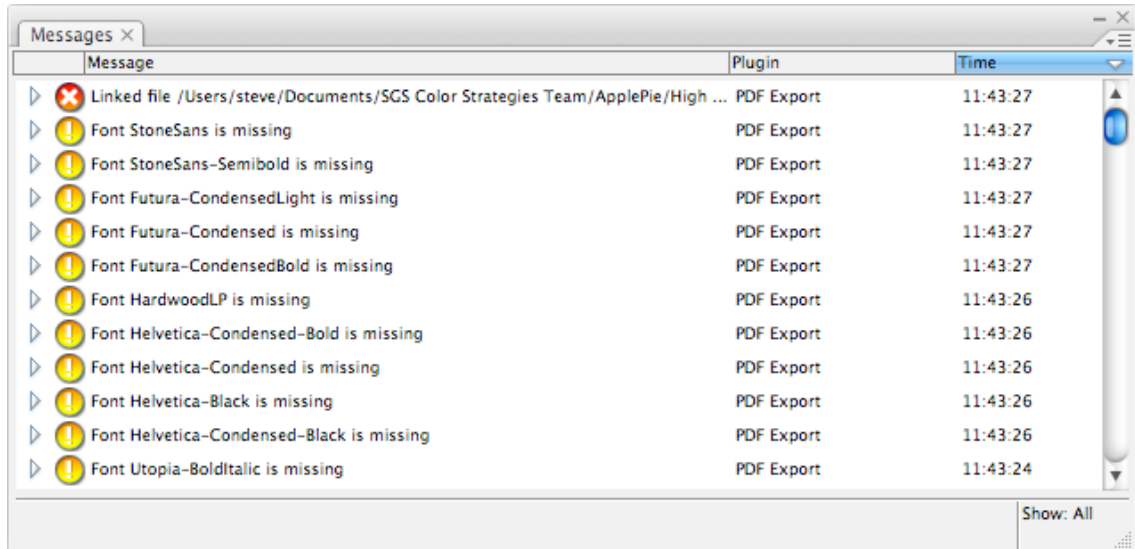 Messages
Message Plugin Time
Linked file /Users/steve/Documents/SGS Color Strategies Team/ApplePie/High ... PDF Export 11:43:27
Font StoneSans is missing PDF Export 11:43:27
Font StoneSans-Semibold is missing PDF Export 11:43:27
Font Futura-CondensedLight is missing PDF Export 11:43:27
Font Futura-Condensed is missing PDF Export 11:43:27
Font Futura-CondensedBold is missing PDF Export 11:43:27
Font HardwoodLP is missing PDF Export 11:43:26
Font Helvetica-Condensed-Bold is missing PDF Export 11:43:26
Font Helvetica-Condensed is missing PDF Export 11:43:26
Font Helvetica-Black is missing PDF Export 11:43:26
Font Helvetica-Condensed-Black is missing PDF Export 11:43:26
Font Utopia-BoldItalic is missing PDF Export 11:43:24
Show: All